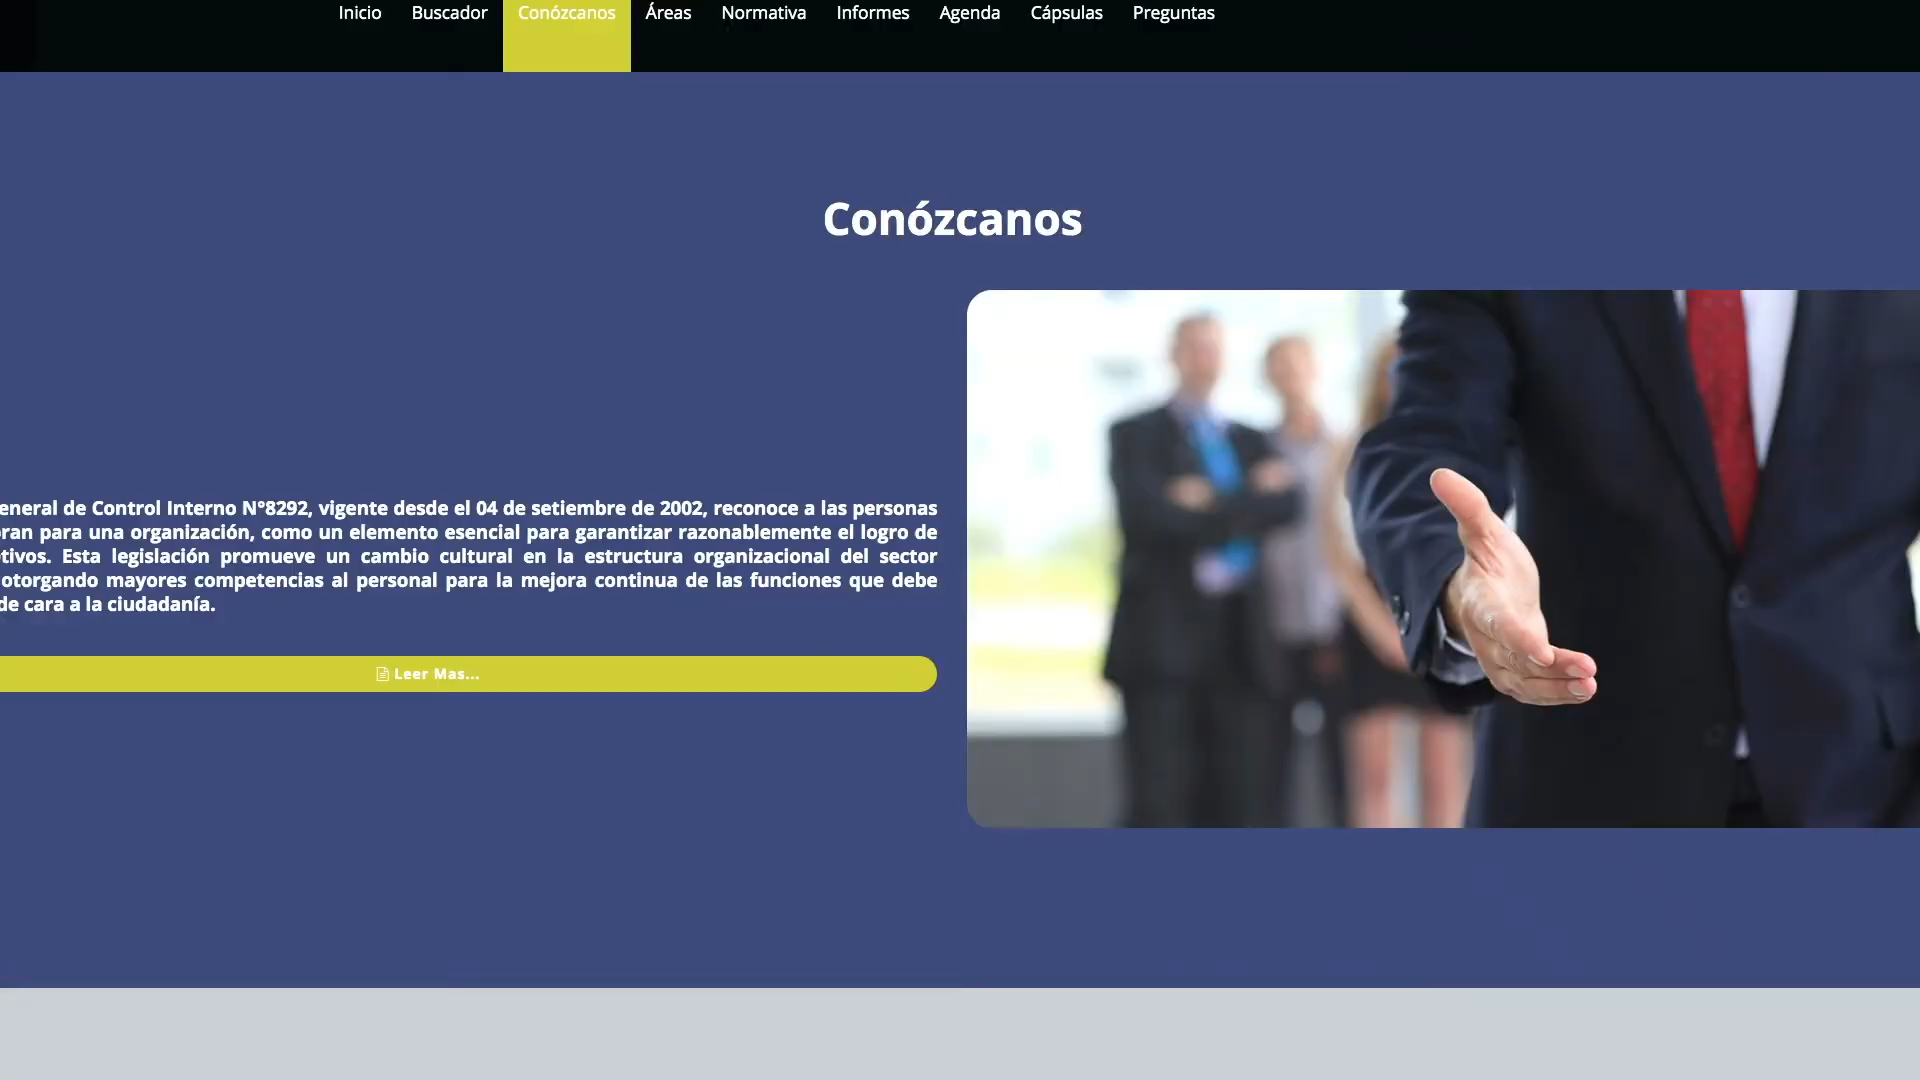 Inicio Buscador Conózcanos Áreas Normativa Informes Agenda Cápsulas Preguntas
Conózcanos
eneral de Control Interno N°8292, vigente desde el 04 de setiembre de 2002, reconoce a las personas
ran para una organización, como un elemento esencial para garantizar razonablemente el logro de
tivos. Esta legislación promueve un cambio cultural en la estructura organizacional del sector
otorgando mayores competencias al personal para la mejora continua de las funciones que debe
de cara a la ciudadanía.
Leer Mas...